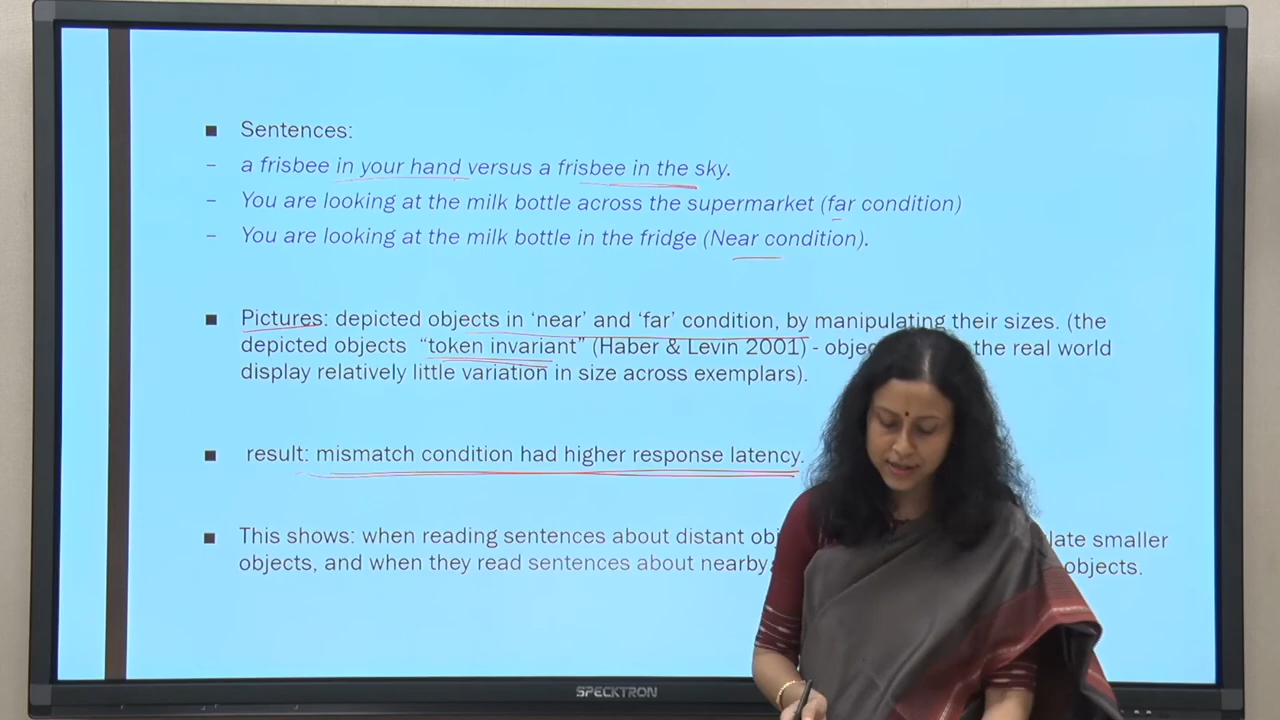 ■ Sentences:
– a frisbee in your hand versus a frisbee in the sky.
– You are looking at the milk bottle across the supermarket (far condition)
– You are looking at the milk bottle in the fridge (Near condition).
■ Pictures: depicted objects in ‘near’ and ‘far’ condition, by manipulating their sizes. (the
depicted objects “token invariant” (Haber & Levin 2001) - the real world
display relatively little variation in size across exemplars).
■ result: mismatch condition had higher response latency.
■ This shows: when reading sentences about distant smaller
objects, and when they read sentences about nearby objects.
SPECKTRON